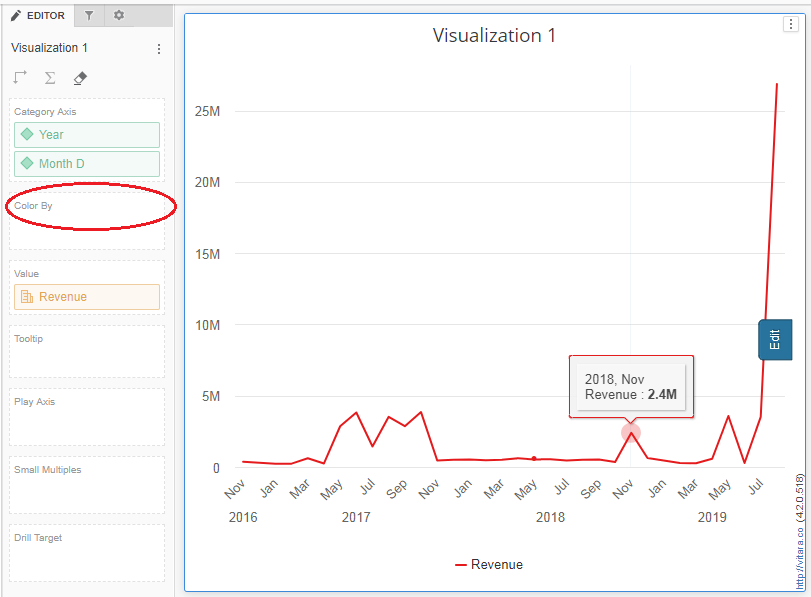 EDITOR
Visualization 1
Category Axis
Year
Month D
Color By
Value
Revenue
Tooltip
Play Axis
Small Multiples
Drill Target
Visualization 1
25M
20M
15M
10M
5M
0
2018, Nov
Revenue : 2.4M
Edit
Nov Jan Mar May Jul Sep Nov Jan Mar May Jul Sep Nov Jan Mar May Jul
2016 2017 2018 2019
Revenue
http://vitara.co (4.2.0.518)